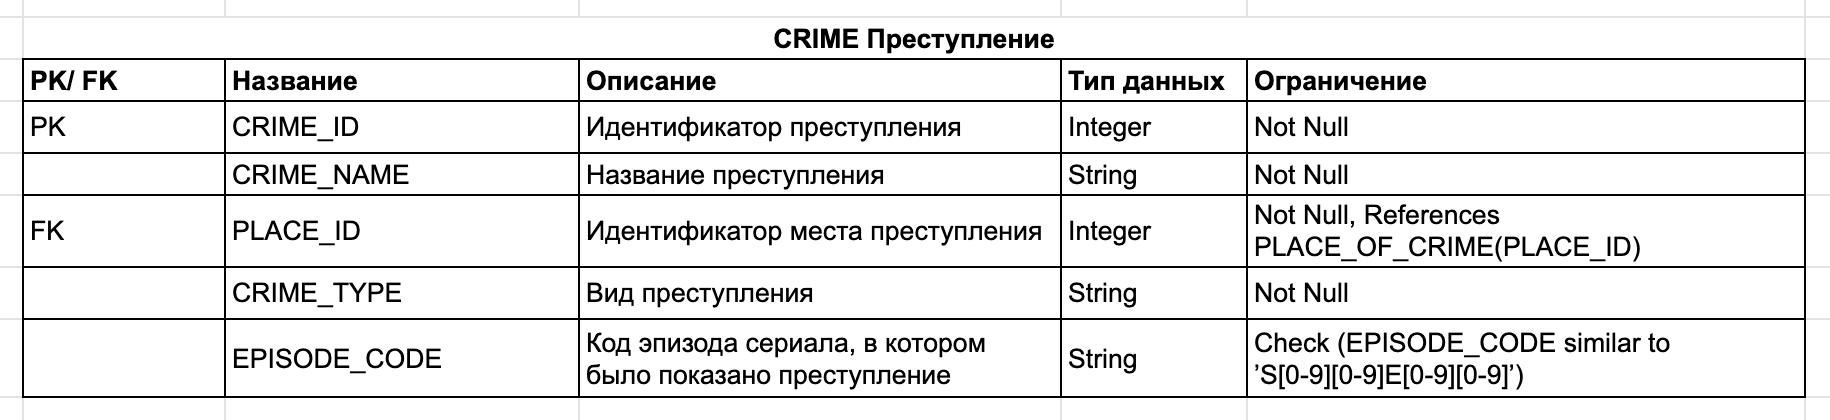 CRIME Преступление
PK/ FK Название Описание Тип данных Ограничение
PK CRIME_ID Идентификатор преступления Integer Not Null
CRIME_NAME Название преступления String Not Null
FK PLACE_ID Идентификатор места преступления Integer Not Null, References
PLACE_OF_CRIME(PLACE_ID)
CRIME_TYPE Вид преступления String Not Null
EPISODE_CODE Код эпизода сериала, в котором
было показано преступление String Check (EPISODE_CODE similar to
’S[0-9][0-9]E[0-9][0-9]’)